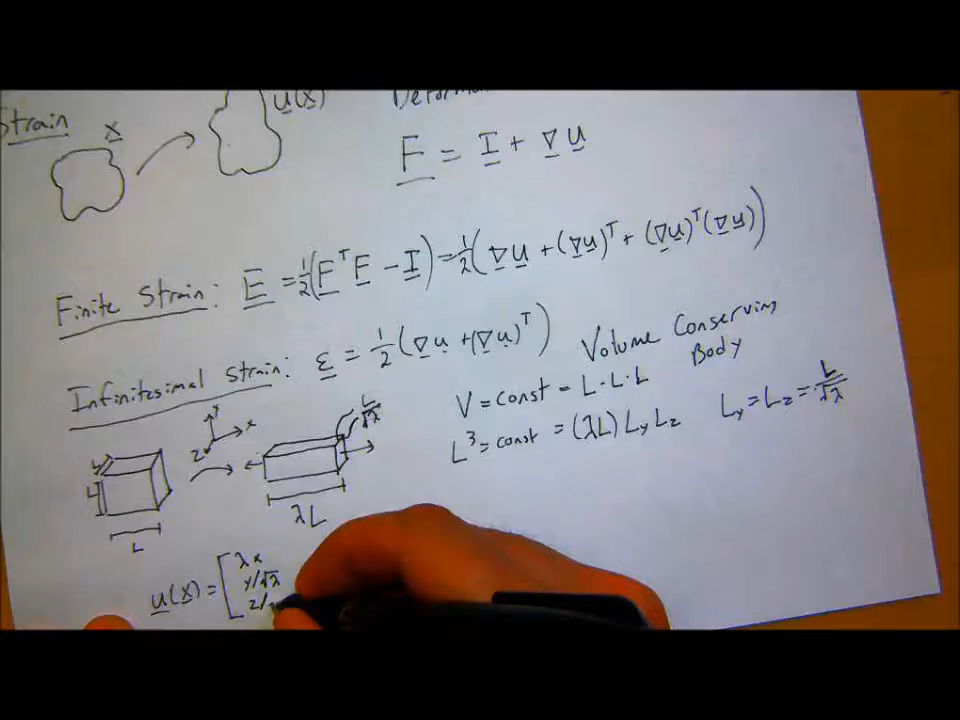 Strain
x
u(x)
F = I + ∇u
Finite Strain: E = 1/2(FᵀF - I) = 1/2(∇u + (∇u)ᵀ + (∇u)ᵀ(∇u))
Infinitesimal Strain: ε = 1/2(∇u + (∇u)ᵀ)
Volume Conserving
Body
V = const = L·L·L
L³ = const = (λL) Ly Lz
Ly = Lz = L/√λ
y
x
z
L
L
L
L/√λ
λL
u(x) = [λx
y/√λ
z/